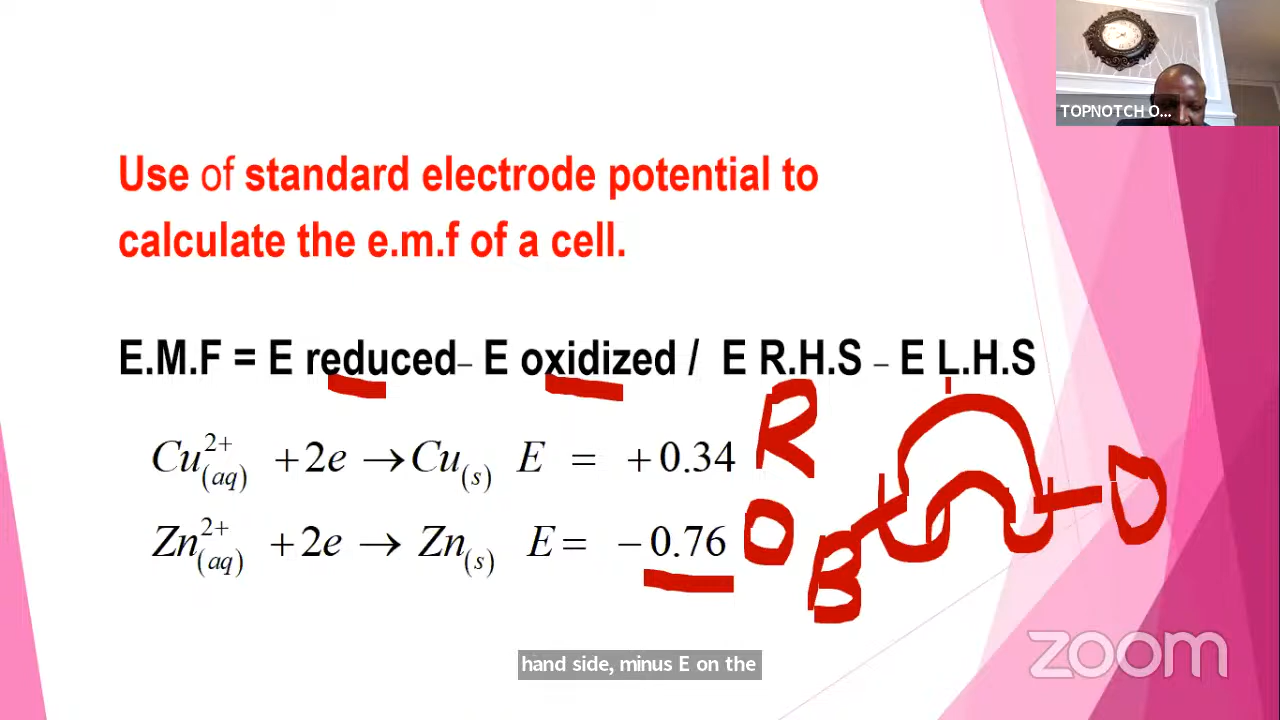 TOPNOTCH O...
Use of standard electrode potential to
calculate the e.m.f of a cell.
E.M.F = E reduced– E oxidized / E R.H.S – E L.H.S
Cu²⁺(aq) +2e →Cu(s) E = +0.34 R
Zn²⁺(aq) +2e → Zn(s) E= −0.76 O
B D
hand side, minus E on the
zoom